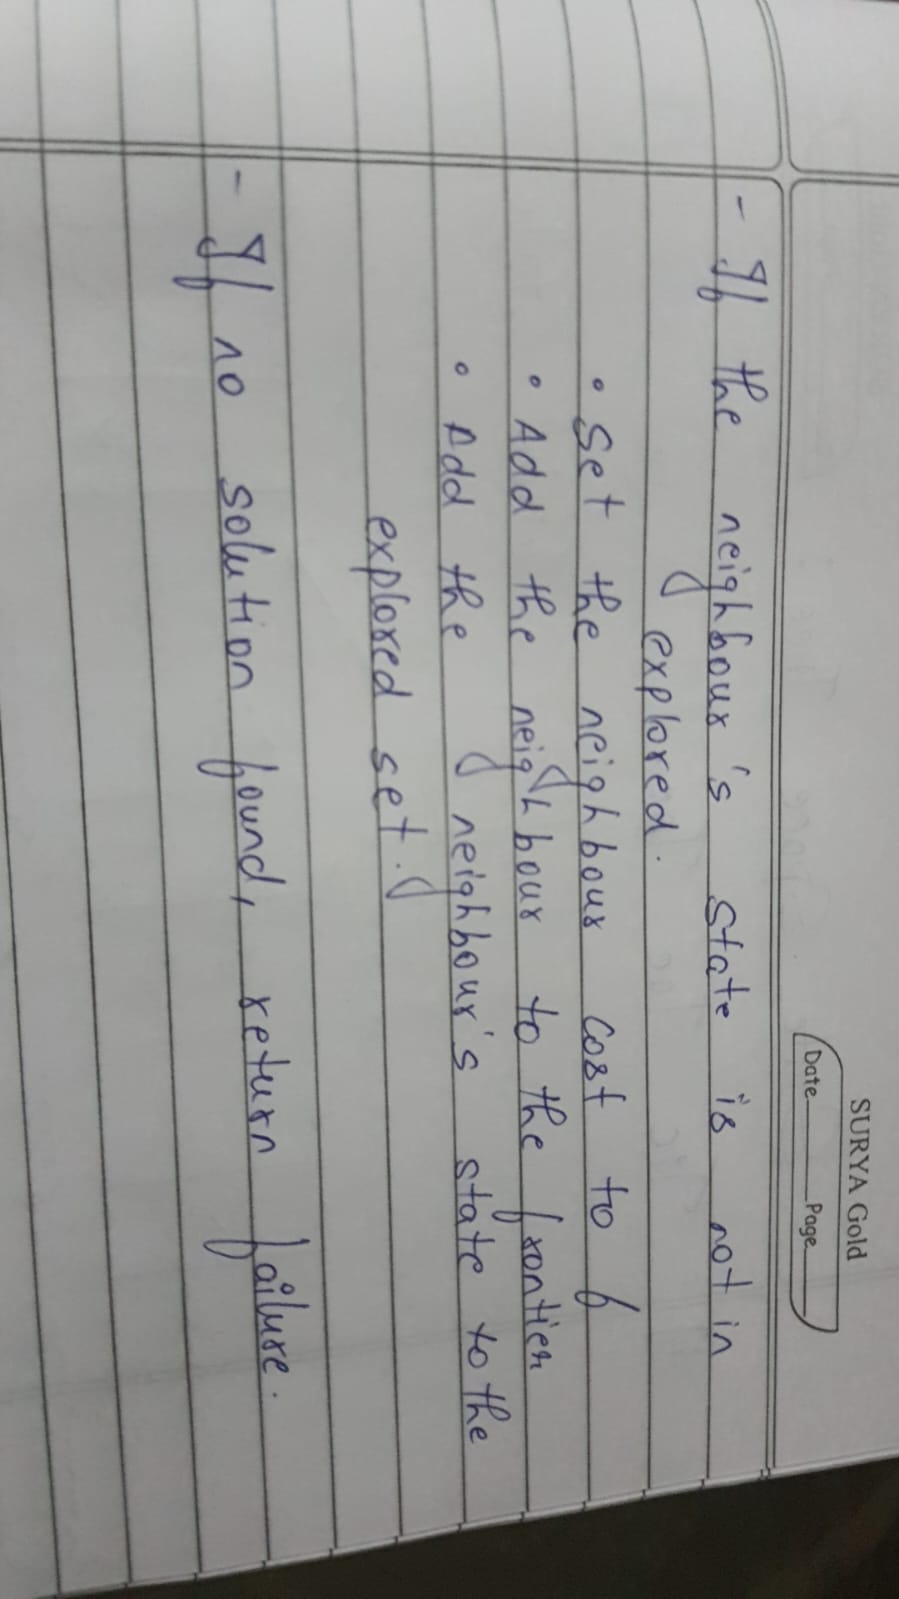 SURYA Gold
Date Page
- If the neighbour's state is not in
explored.
• Set the neighbour cost to f
• Add the neighbour to the frontier
• Add the neighbour's state to the
explored set.
- If no solution found, return failure.